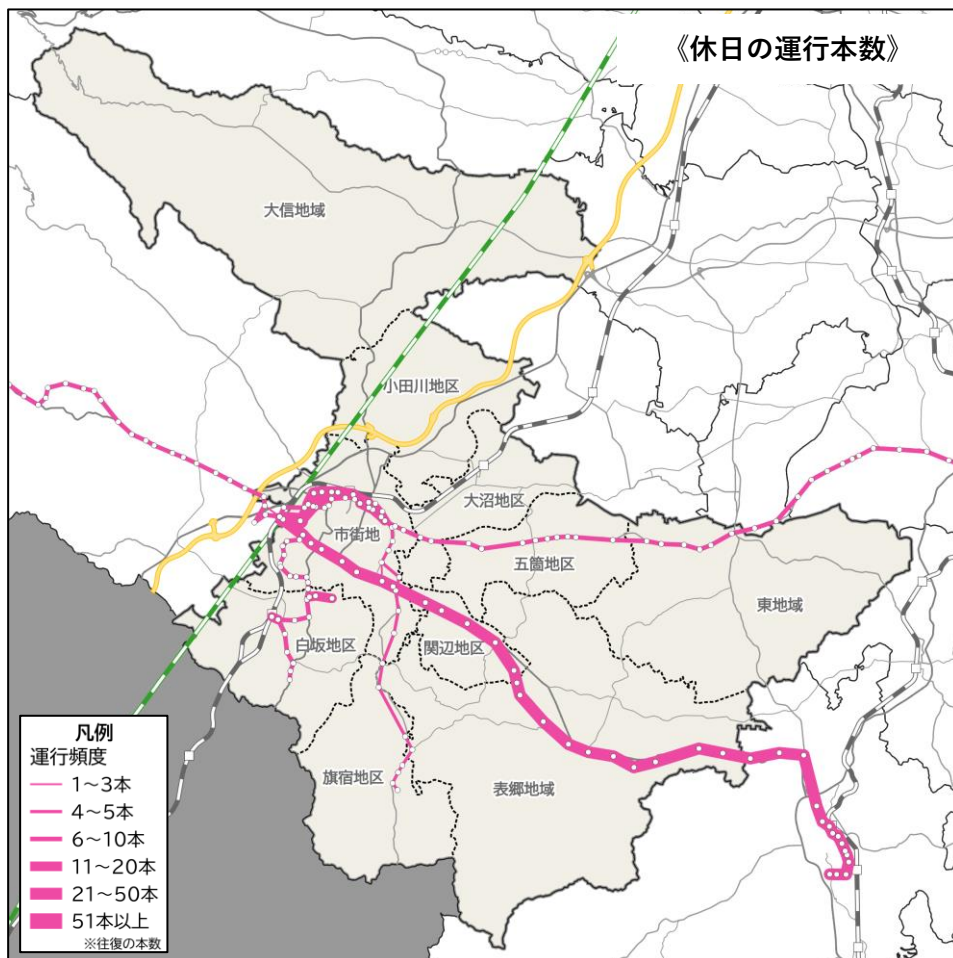 《休日の運行本数》
大信地域
小田川地区
大沼地区
市街地
五箇地区
東地域
白坂地区
関辺地区
旗宿地区
表郷地域
凡例
運行頻度
1～3本
4～5本
6～10本
11～20本
21～50本
51本以上
※往復の本数